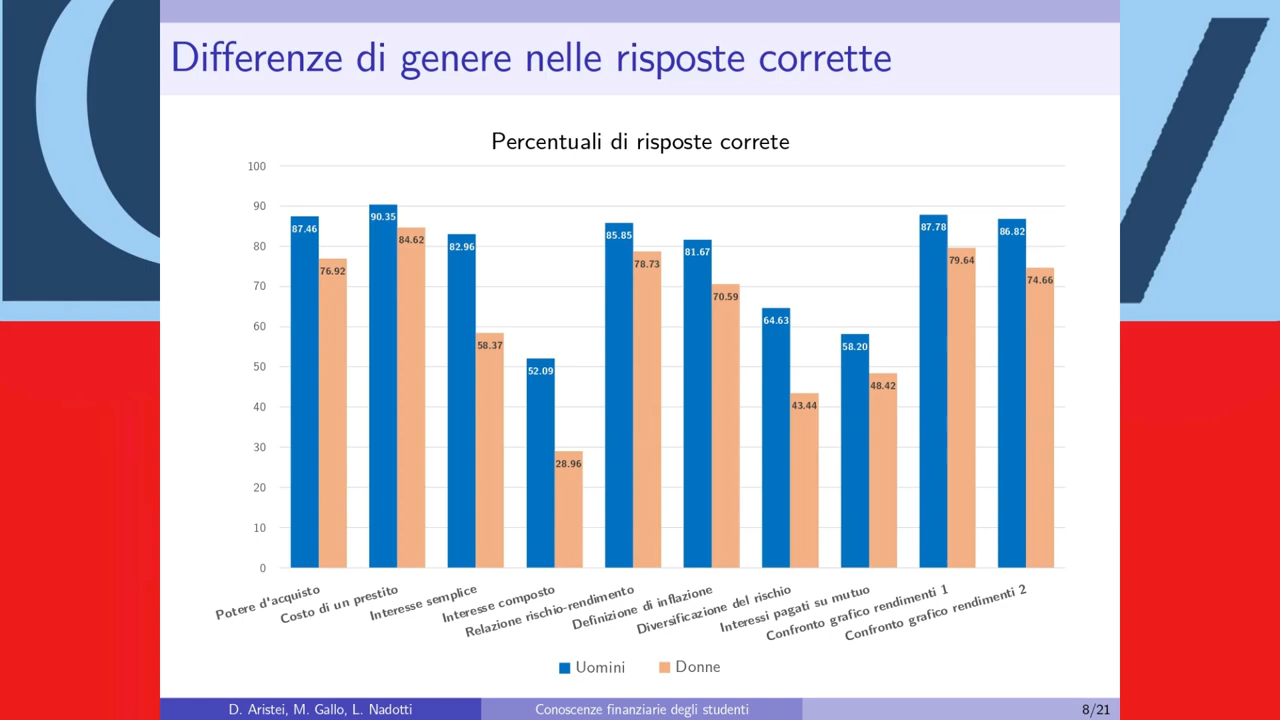 Differenze di genere nelle risposte corrette
Percentuali di risposte correte
100
90
80
70
60
50
40
30
20
10
0
87.46
76.92
90.35
84.62
82.96
58.37
52.09
28.96
85.85
78.73
81.67
70.59
64.63
43.44
58.20
48.42
87.78
79.64
86.82
74.66
Potere d'acquisto
Costo di un prestito
Interesse semplice
Interesse composto
Relazione rischio-rendimento
Definizione di inflazione
Diversificazione del rischio
Interessi pagati su mutuo
Confronto grafico rendimenti 1
Confronto grafico rendimenti 2
Uomini
Donne
D. Aristei, M. Gallo, L. Nadotti
Conoscenze finanziarie degli studenti
8/21